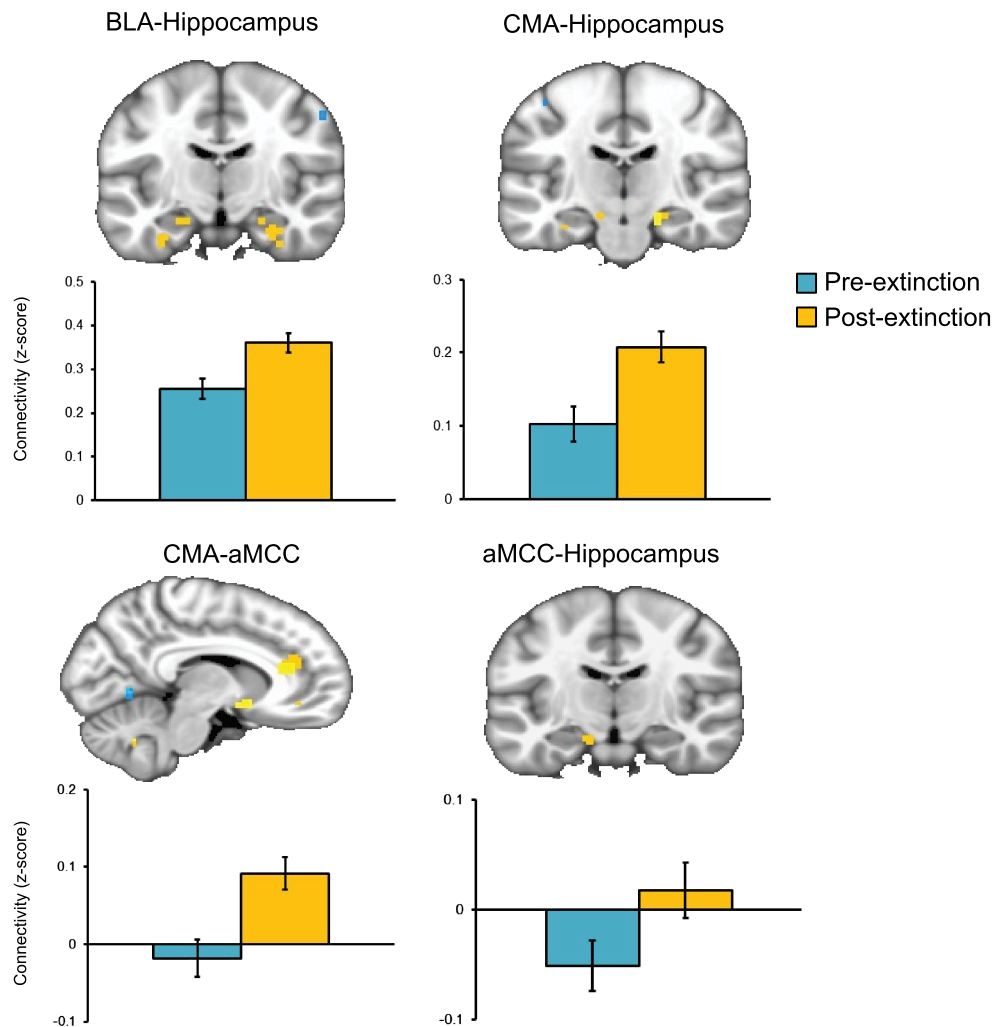 BLA-Hippocampus
CMA-Hippocampus
Connectivity (z-score)
0.5
0.4
0.3
0.2
0.1
0
0.3
0.2
0.1
0
Pre-extinction
Post-extinction
CMA-aMCC
aMCC-Hippocampus
Connectivity (z-score)
0.2
0.1
0
-0.1
0.1
0
-0.1